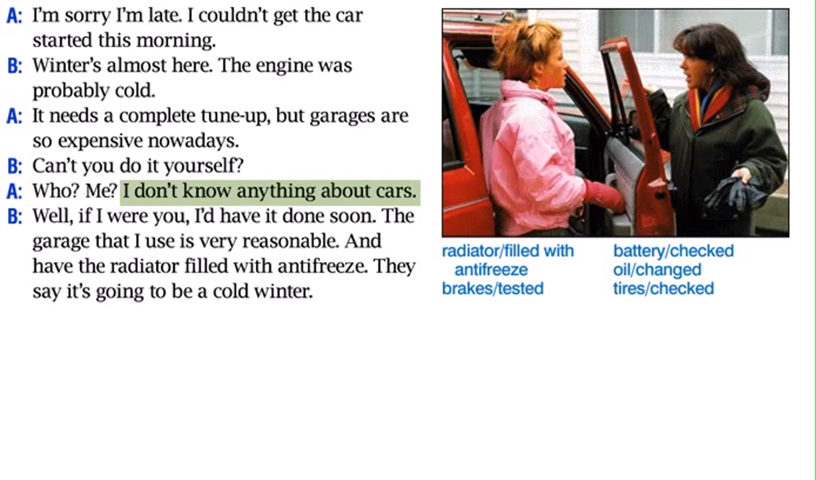 A: I'm sorry I'm late. I couldn't get the car
started this morning.
B: Winter's almost here. The engine was
probably cold.
A: It needs a complete tune-up, but garages are
so expensive nowadays.
B: Can't you do it yourself?
A: Who? Me? I don't know anything about cars.
B: Well, if I were you, I'd have it done soon. The
garage that I use is very reasonable. And
have the radiator filled with antifreeze. They
say it's going to be a cold winter.
radiator/filled with
antifreeze
brakes/tested
battery/checked
oil/changed
tires/checked